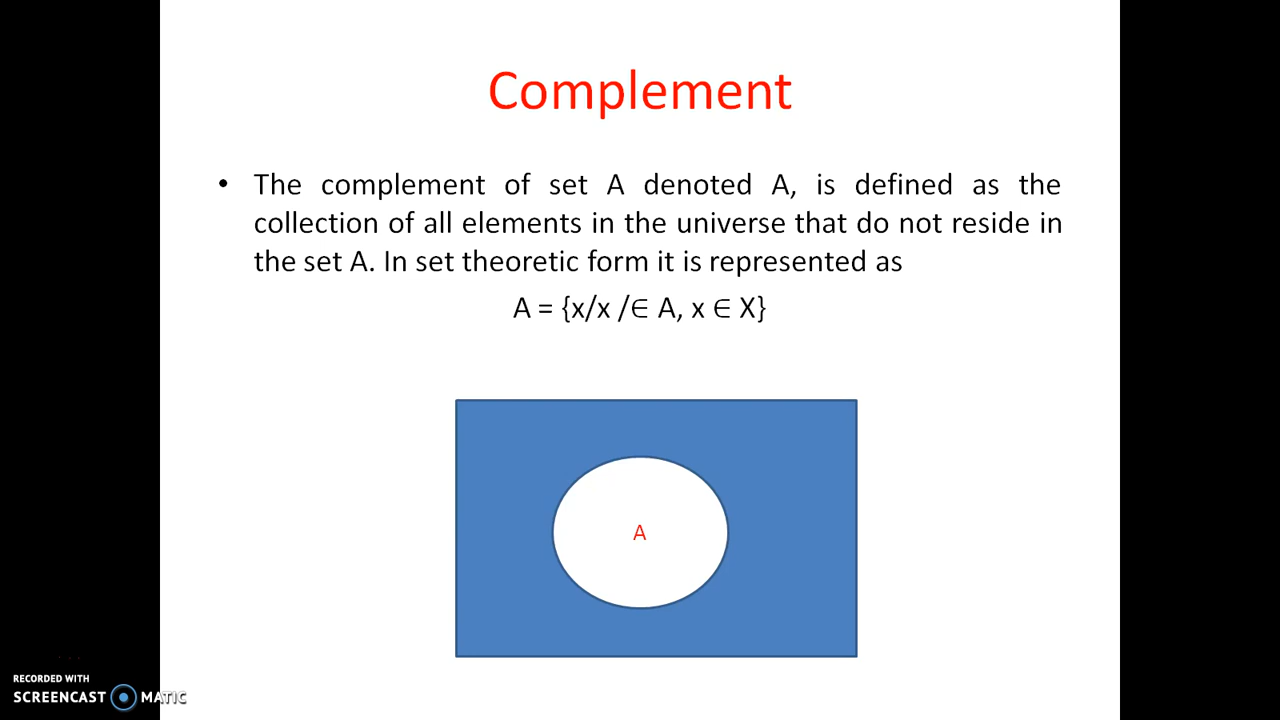 Complement
• The complement of set A denoted A, is defined as the
collection of all elements in the universe that do not reside in
the set A. In set theoretic form it is represented as
A = {x/x /∈ A, x ∈ X}
A
RECORDED WITH
SCREENCAST MATIC